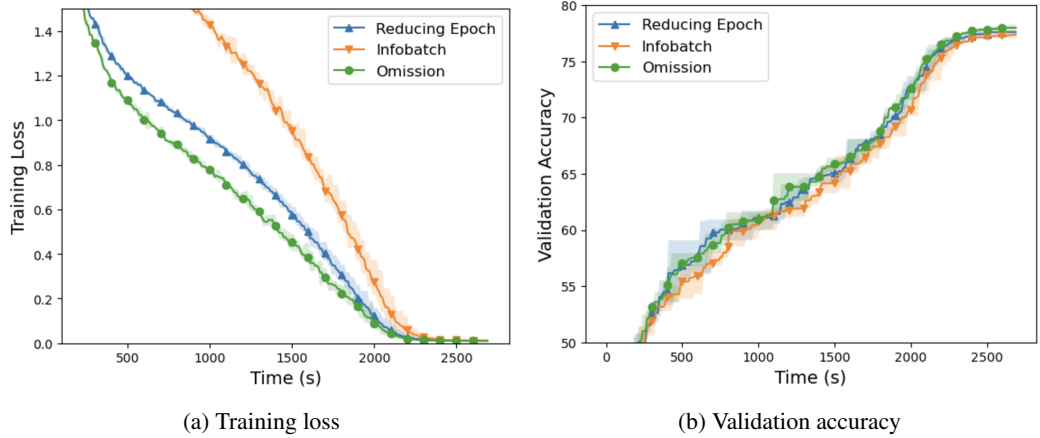 Training Loss
1.4
1.2
1.0
0.8
0.6
0.4
0.2
0.0
Reducing Epoch
Infobatch
Omission
500 1000 1500 2000 2500
Time (s)
(a) Training loss
Validation Accuracy
80
75
70
65
60
55
50
Reducing Epoch
Infobatch
Omission
0 500 1000 1500 2000 2500
Time (s)
(b) Validation accuracy